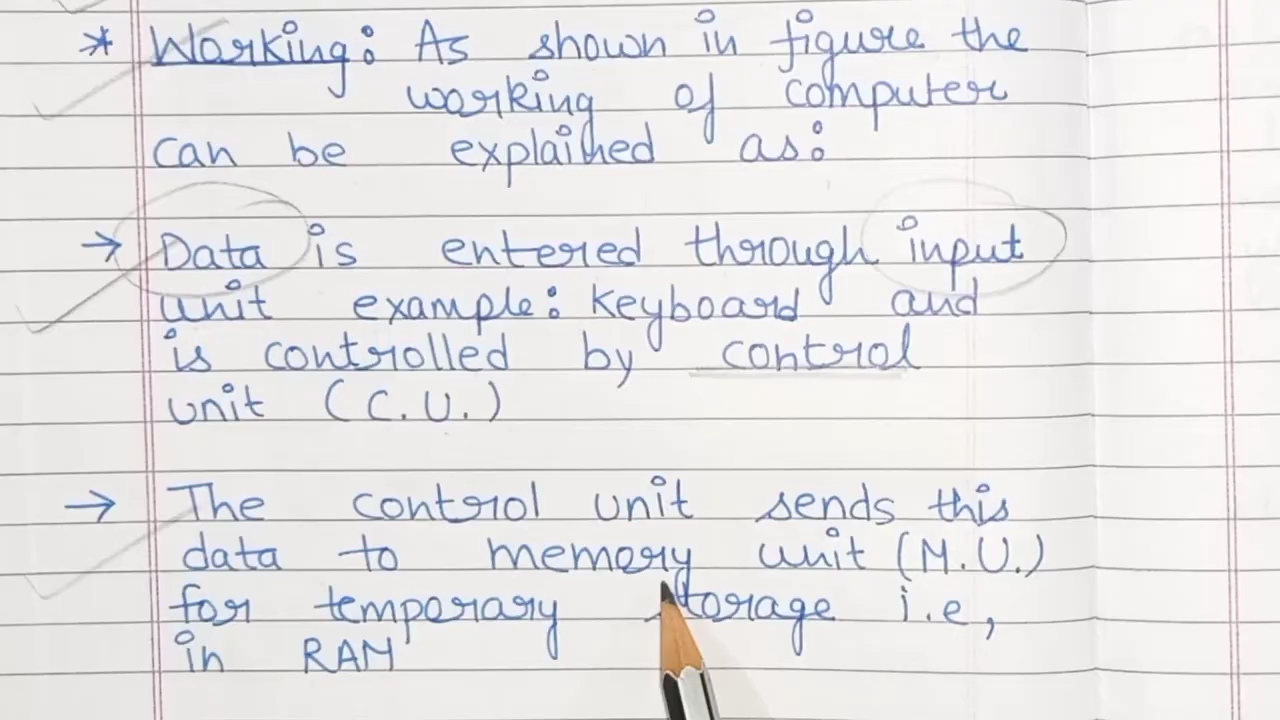 * Working: As shown in figure the
working of computer
can be explained as:
→ Data is entered through input
unit example: Keyboard and
is controlled by control
unit (C.U.)
→ The control unit sends this
data to memory unit (M.U.)
for temporary storage i.e,
in RAM